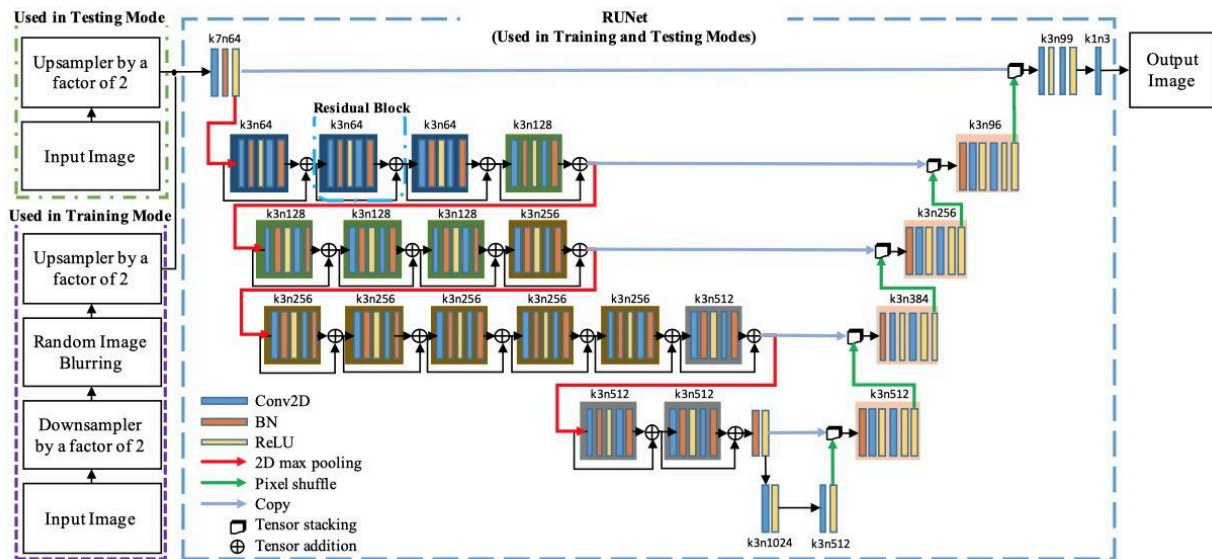 Used in Testing Mode
Upsampler by a
factor of 2
Input Image
Used in Training Mode
Upsampler by a
factor of 2
Random Image
Blurring
Downsampler
by a factor of 2
Input Image
RUNet
(Used in Training and Testing Modes)
k7n64
k3n99
k1n3
Output
Image
Residual Block
k3n64
k3n64
k3n64
k3n128
k3n96
k3n128
k3n128
k3n128
k3n256
k3n256
k3n256
k3n256
k3n256
k3n256
k3n256
k3n512
k3n384
k3n512
k3n512
k3n512
k3n1024
k3n512
Conv2D
BN
ReLU
2D max pooling
Pixel shuffle
Copy
Tensor stacking
Tensor addition